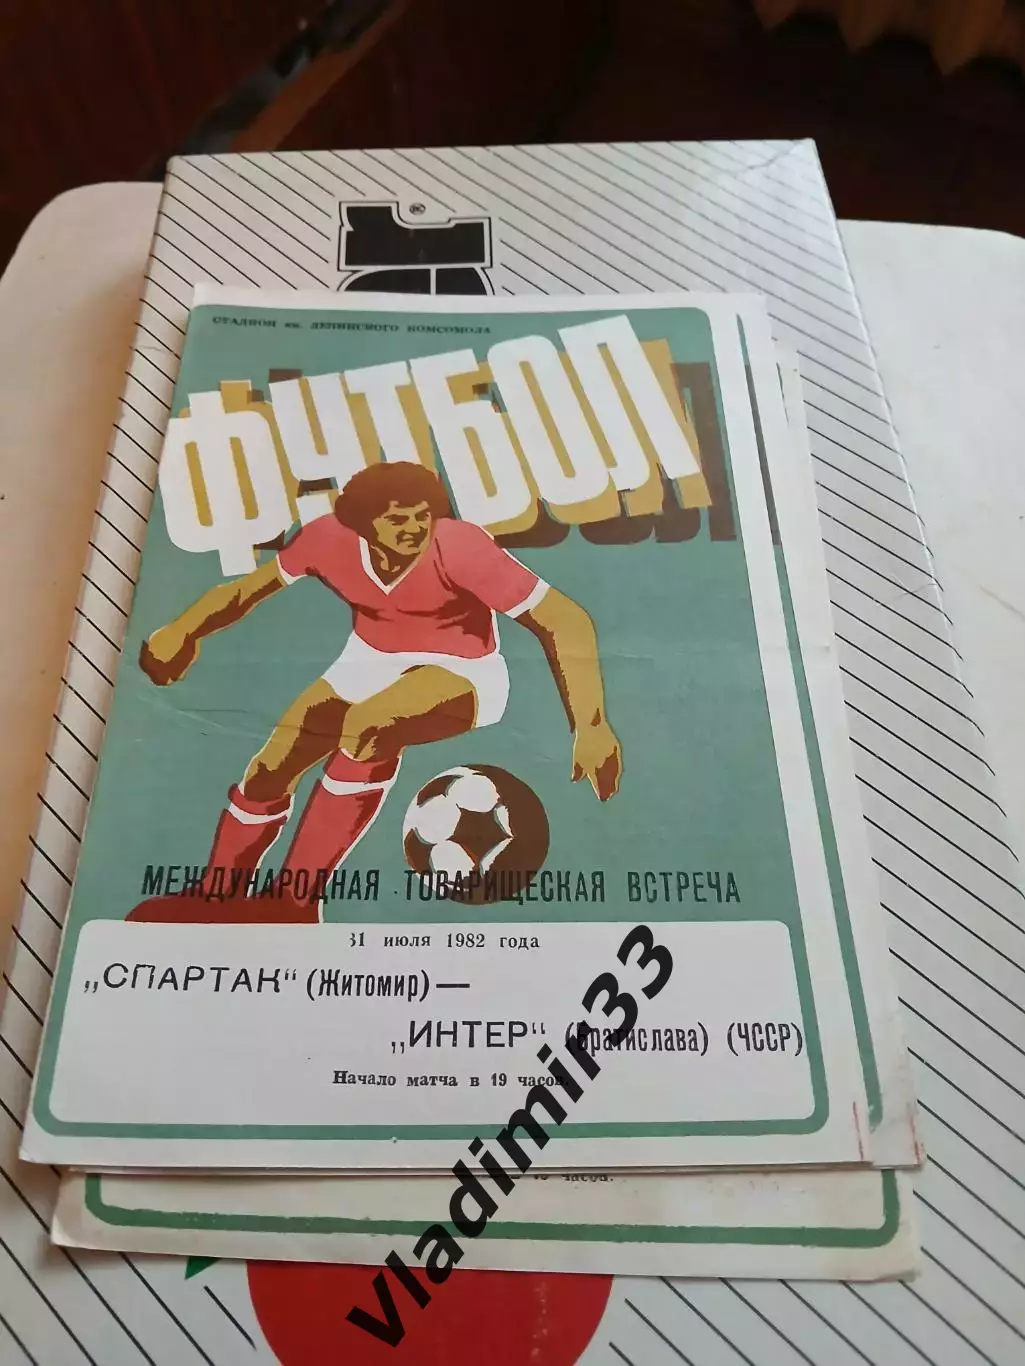 ®
СТАДИОН им. ЛЕНИНСКОГО КОМСОМОЛА
ФУТБОЛ
МЕЖДУНАРОДНАЯ ТОВАРИЩЕСКАЯ ВСТРЕЧА
31 июля 1982 года
„СПАРТАК“ (Житомир) —
„ИНТЕР“ (Братислава) (ЧССР)
Начало матча в 19 часов.
часов.
vladimir33